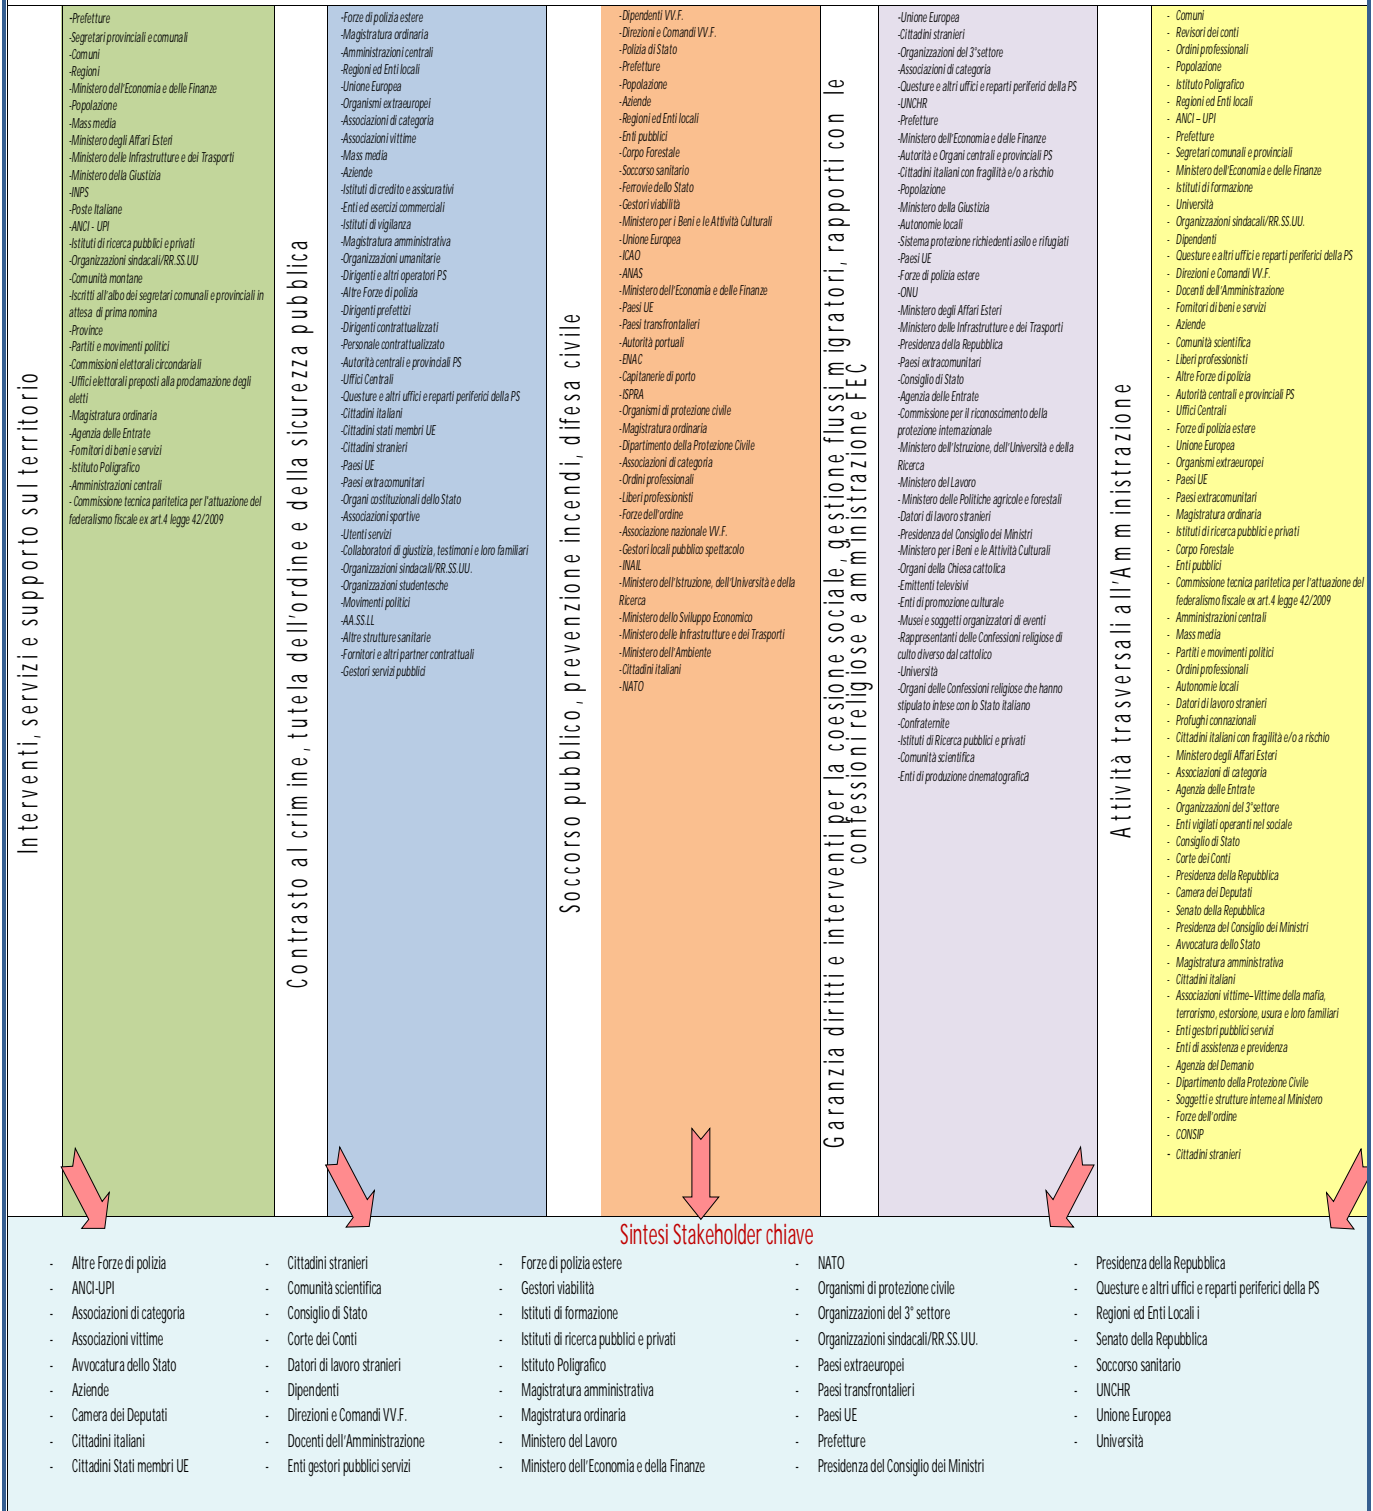 Interventi, servizi e supporto sul territorio
-Prefetture
-Segretari provinciali e comunali
-Comuni
-Regioni
-Ministero dell'Economia e delle Finanze
-Popolazione
-Mass media
-Ministero degli Affari Esteri
-Ministero delle Infrastrutture e dei Trasporti
-Ministero della Giustizia
-INPS
-Poste Italiane
-ANCI - UPI
-Istituti di ricerca pubblici e privati
-Organizzazioni sindacali/RR.SS.UU
-Comunità montane
-Iscritti all'albo dei segretari comunali e provinciali in
attesa di prima nomina
-Province
-Partiti e movimenti politici
-Commissioni elettorali circondariali
-Uffici elettorali preposti alla proclamazione degli
eletti
-Magistratura ordinaria
-Agenzia delle Entrate
-Fornitori di beni e servizi
-Istituto Poligrafico
-Amministrazioni centrali
- Commissione tecnica paritetica per l'attuazione del
federalismo fiscale ex art.4 legge 42/2009
Contrasto al crimine, tutela dell'ordine e della sicurezza pubblica
-Forze di polizia estere
-Magistratura ordinaria
-Amministrazioni centrali
-Regioni ed Enti locali
-Unione Europea
-Organismi extraeuropei
-Associazioni di categoria
-Associazioni vittime
-Mass media
-Aziende
-Istituti di credito e assicurativi
-Enti ed esercizi commerciali
-Istituti di vigilanza
-Magistratura amministrativa
-Organizzazioni umanitarie
-Dirigenti e altri operatori PS
-Altre Forze di polizia
-Dirigenti prefettizi
-Dirigenti contrattualizzati
-Personale contrattualizzato
-Autorità centrali e provinciali PS
-Uffici Centrali
-Questure e altri uffici e reparti periferici della PS
-Cittadini italiani
-Cittadini stati membri UE
-Cittadini stranieri
-Paesi UE
-Paesi extracomunitari
-Organi costituzionali dello Stato
-Associazioni sportive
-Utenti servizi
-Collaboratori di giustizia, testimoni e loro familiari
-Organizzazioni sindacali/RR.SS.UU.
-Organizzazioni studentesche
-Movimenti politici
-AA.SS.LL
-Altre strutture sanitarie
-Fornitori e altri partner contrattuali
-Gestori servizi pubblici
Soccorso pubblico, prevenzione incendi, difesa civile
-Dipendenti VV.F.
-Direzioni e Comandi VV.F.
-Polizia di Stato
-Prefetture
-Popolazione
-Aziende
-Regioni ed Enti locali
-Enti pubblici
-Corpo Forestale
-Soccorso sanitario
-Ferrovie dello Stato
-Gestori viabilità
-Ministero per i Beni e le Attività Culturali
-Unione Europea
-ICAO
-ANAS
-Ministero dell'Economia e delle Finanze
-Paesi UE
-Paesi transfrontalieri
-Autorità portuali
-ENAC
-Capitanerie di porto
-ISPRA
-Organismi di protezione civile
-Magistratura ordinaria
-Dipartimento della Protezione Civile
-Associazioni di categoria
-Ordini professionali
-Liberi professionisti
-Forze dell'ordine
-Associazione nazionale VV.F.
-Gestori locali pubblico spettacolo
-INAIL
-Ministero dell'Istruzione, dell'Università e della
Ricerca
-Ministero dello Sviluppo Economico
-Ministero delle Infrastrutture e dei Trasporti
-Ministero dell'Ambiente
-Cittadini italiani
-NATO
Garanzia diritti e interventi per la coesione sociale, gestione flussi migratori, rapporti con le
confessioni religiose e amministrazione FEC
-Unione Europea
-Cittadini stranieri
-Organizzazioni del 3°settore
-Associazioni di categoria
-Questure e altri uffici e reparti periferici della PS
-UNCHR
-Prefetture
-Ministero dell'Economia e delle Finanze
-Autorità e Organi centrali e provinciali PS
-Cittadini italiani con fragilità e/o a rischio
-Popolazione
-Ministero della Giustizia
-Autonomie locali
-Sistema protezione richiedenti asilo e rifugiati
-Paesi UE
-Forze di polizia estere
-ONU
-Ministero degli Affari Esteri
-Ministero delle Infrastrutture e dei Trasporti
-Presidenza della Repubblica
-Paesi extracomunitari
-Consiglio di Stato
-Agenzia delle Entrate
-Commissione per il riconoscimento della
protezione internazionale
-Ministero dell'Istruzione, dell'Università e della
Ricerca
-Ministero del Lavoro
- Ministero delle Politiche agricole e forestali
-Datori di lavoro stranieri
-Presidenza del Consiglio dei Ministri
-Ministero per i Beni e le Attività Culturali
-Organi della Chiesa cattolica
-Emittenti televisivi
-Enti di promozione culturale
-Musei e soggetti organizzatori di eventi
-Rappresentanti delle Confessioni religiose di
culto diverso dal cattolico
-Università
-Organi delle Confessioni religiose che hanno
stipulato intese con lo Stato italiano
-Confraternite
-Istituti di Ricerca pubblici e privati
-Comunità scientifica
-Enti di produzione cinematografica
Attività trasversali all'Amministrazione
- Comuni
- Revisori dei conti
- Ordini professionali
- Popolazione
- Istituto Poligrafico
- Regioni ed Enti locali
- ANCI – UPI
- Prefetture
- Segretari comunali e provinciali
- Ministero dell'Economia e delle Finanze
- Istituti di formazione
- Università
- Organizzazioni sindacali/RR.SS.UU.
- Dipendenti
- Questure e altri uffici e reparti periferici della PS
- Direzioni e Comandi VV.F.
- Docenti dell'Amministrazione
- Fornitori di beni e servizi
- Aziende
- Comunità scientifica
- Liberi professionisti
- Altre Forze di polizia
- Autorità centrali e provinciali PS
- Uffici Centrali
- Forze di polizia estere
- Unione Europea
- Organismi extraeuropei
- Paesi UE
- Paesi extracomunitari
- Magistratura ordinaria
- Istituti di ricerca pubblici e privati
- Corpo Forestale
- Enti pubblici
- Commissione tecnica paritetica per l'attuazione del
federalismo fiscale ex art.4 legge 42/2009
- Amministrazioni centrali
- Mass media
- Partiti e movimenti politici
- Ordini professionali
- Autonomie locali
- Datori di lavoro stranieri
- Profughi connazionali
- Cittadini italiani con fragilità e/o a rischio
- Ministero degli Affari Esteri
- Associazioni di categoria
- Agenzia delle Entrate
- Organizzazioni del 3°settore
- Enti vigilati operanti nel sociale
- Consiglio di Stato
- Corte dei Conti
- Presidenza della Repubblica
- Camera dei Deputati
- Senato della Repubblica
- Presidenza del Consiglio dei Ministri
- Avvocatura dello Stato
- Magistratura amministrativa
- Cittadini italiani
- Associazioni vittime–Vittime della mafia,
terrorismo, estorsione, usura e loro familiari
- Enti gestori pubblici servizi
- Enti di assistenza e previdenza
- Agenzia del Demanio
- Dipartimento della Protezione Civile
- Soggetti e strutture interne al Ministero
- Forze dell'ordine
- CONSIP
- Cittadini stranieri
Sintesi Stakeholder chiave
- Altre Forze di polizia
- ANCI-UPI
- Associazioni di categoria
- Associazioni vittime
- Avvocatura dello Stato
- Aziende
- Camera dei Deputati
- Cittadini italiani
- Cittadini Stati membri UE
- Cittadini stranieri
- Comunità scientifica
- Consiglio di Stato
- Corte dei Conti
- Datori di lavoro stranieri
- Dipendenti
- Direzioni e Comandi VV.F.
- Docenti dell'Amministrazione
- Enti gestori pubblici servizi
- Forze di polizia estere
- Gestori viabilità
- Istituti di formazione
- Istituti di ricerca pubblici e privati
- Istituto Poligrafico
- Magistratura amministrativa
- Magistratura ordinaria
- Ministero del Lavoro
- Ministero dell'Economia e della Finanze
- NATO
- Organismi di protezione civile
- Organizzazioni del 3° settore
- Organizzazioni sindacali/RR.SS.UU.
- Paesi extraeuropei
- Paesi transfrontalieri
- Paesi UE
- Prefetture
- Presidenza del Consiglio dei Ministri
- Presidenza della Repubblica
- Questure e altri uffici e reparti periferici della PS
- Regioni ed Enti Locali i
- Senato della Repubblica
- Soccorso sanitario
- UNCHR
- Unione Europea
- Università